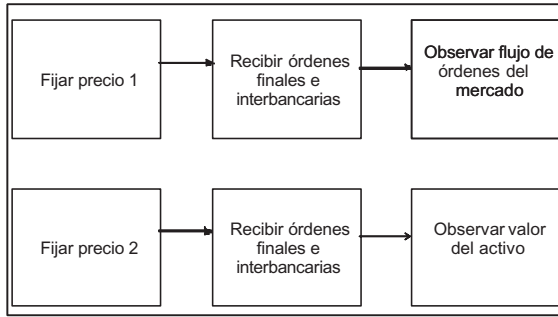 Fijar precio 1
Recibir órdenes
finales e
interbancarias
Observar flujo de
órdenes del
mercado
Fijar precio 2
Recibir órdenes
finales e
interbancarias
Observar valor
del activo